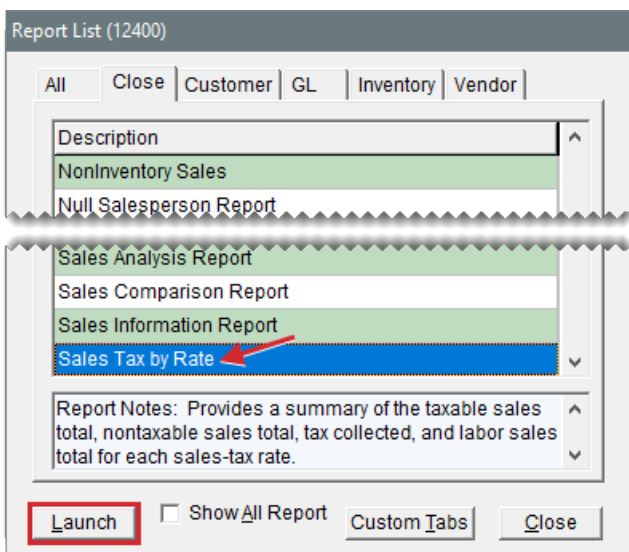 Report List (12400)
All Close Customer GL Inventory Vendor
Description
NonInventory Sales
Null Salesperson Report
Sales Analysis Report
Sales Comparison Report
Sales Information Report
Sales Tax by Rate
Report Notes: Provides a summary of the taxable sales
total, nontaxable sales total, tax collected, and labor sales
total for each sales-tax rate.
Launch Show All Report Custom Tabs Close